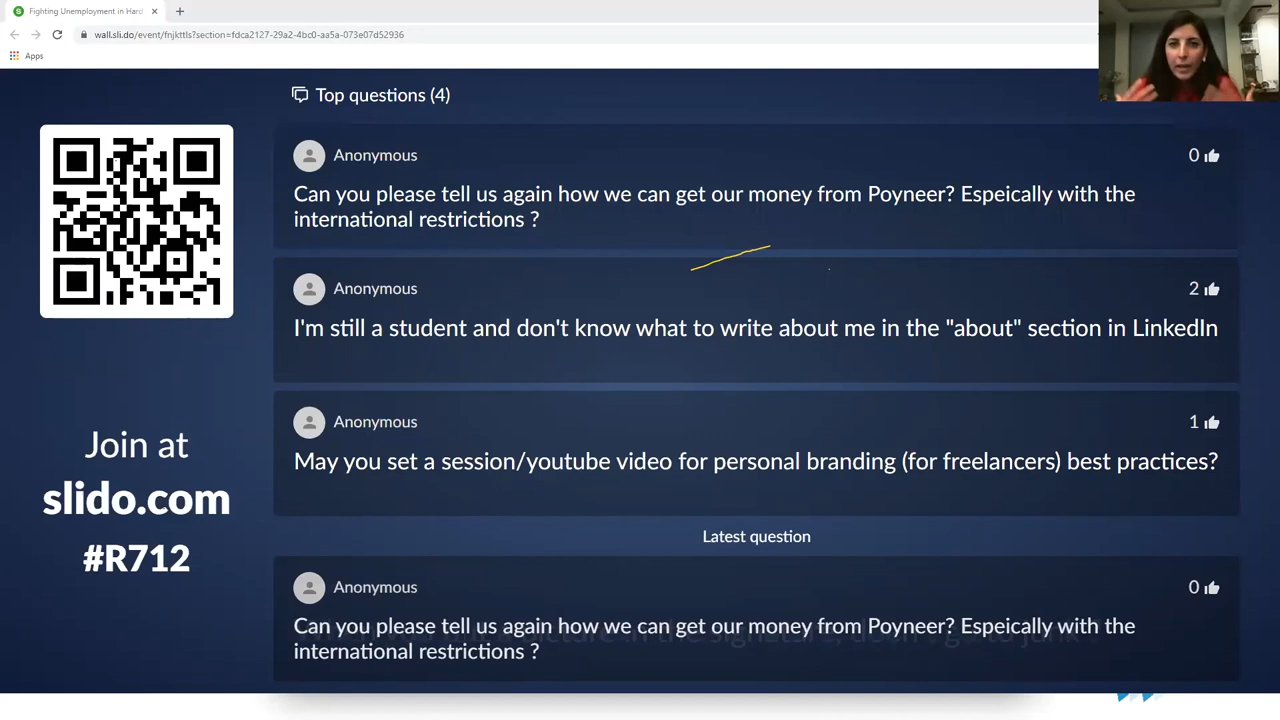 Fighting Unemployment in Hard
wall.sli.do/event/fnjkttls?section=fdca2127-29a2-4bc0-aa5a-073e07d52936
Apps
Top questions (4)
Anonymous
0
Can you please tell us again how we can get our money from Poyneer? Espeically with the
international restrictions ?
Anonymous
2
I'm still a student and don't know what to write about me in the "about" section in LinkedIn
Anonymous
1
May you set a session/youtube video for personal branding (for freelancers) best practices?
Latest question
Anonymous
0
Can you please tell us again how we can get our money from Poyneer? Espeically with the
international restrictions ?
Join at
slido.com
#R712